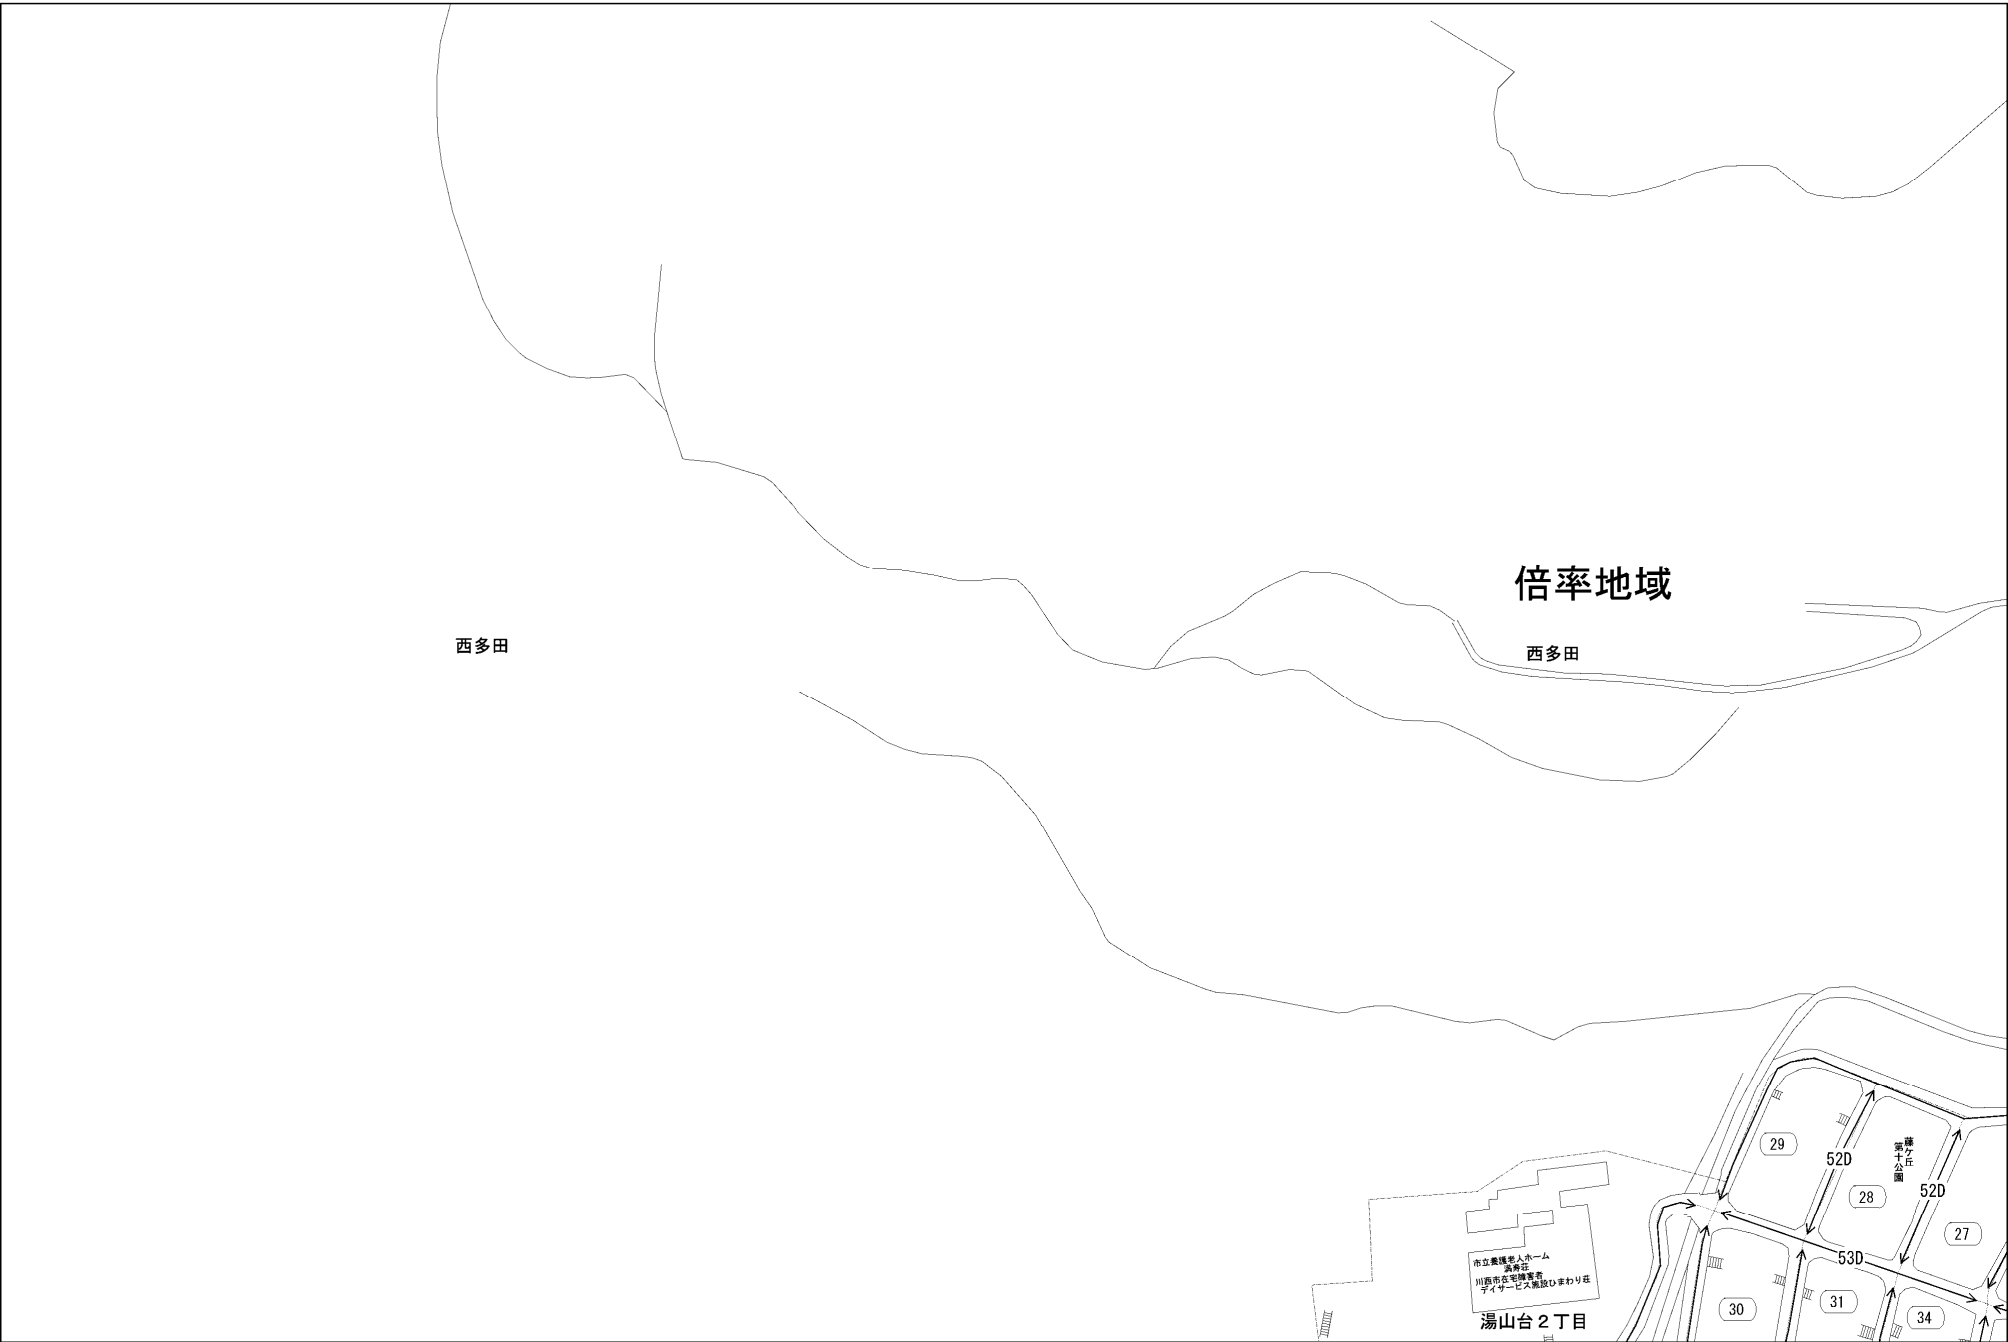 倍率地域
西多田
西多田
29
52D
藤ケ丘
第十公園
28
52D
27
53D
市立養護老人ホーム
満寿荘
川西市在宅障害者
デイサービス施設ひまわり荘
30
31
34
湯山台２丁目